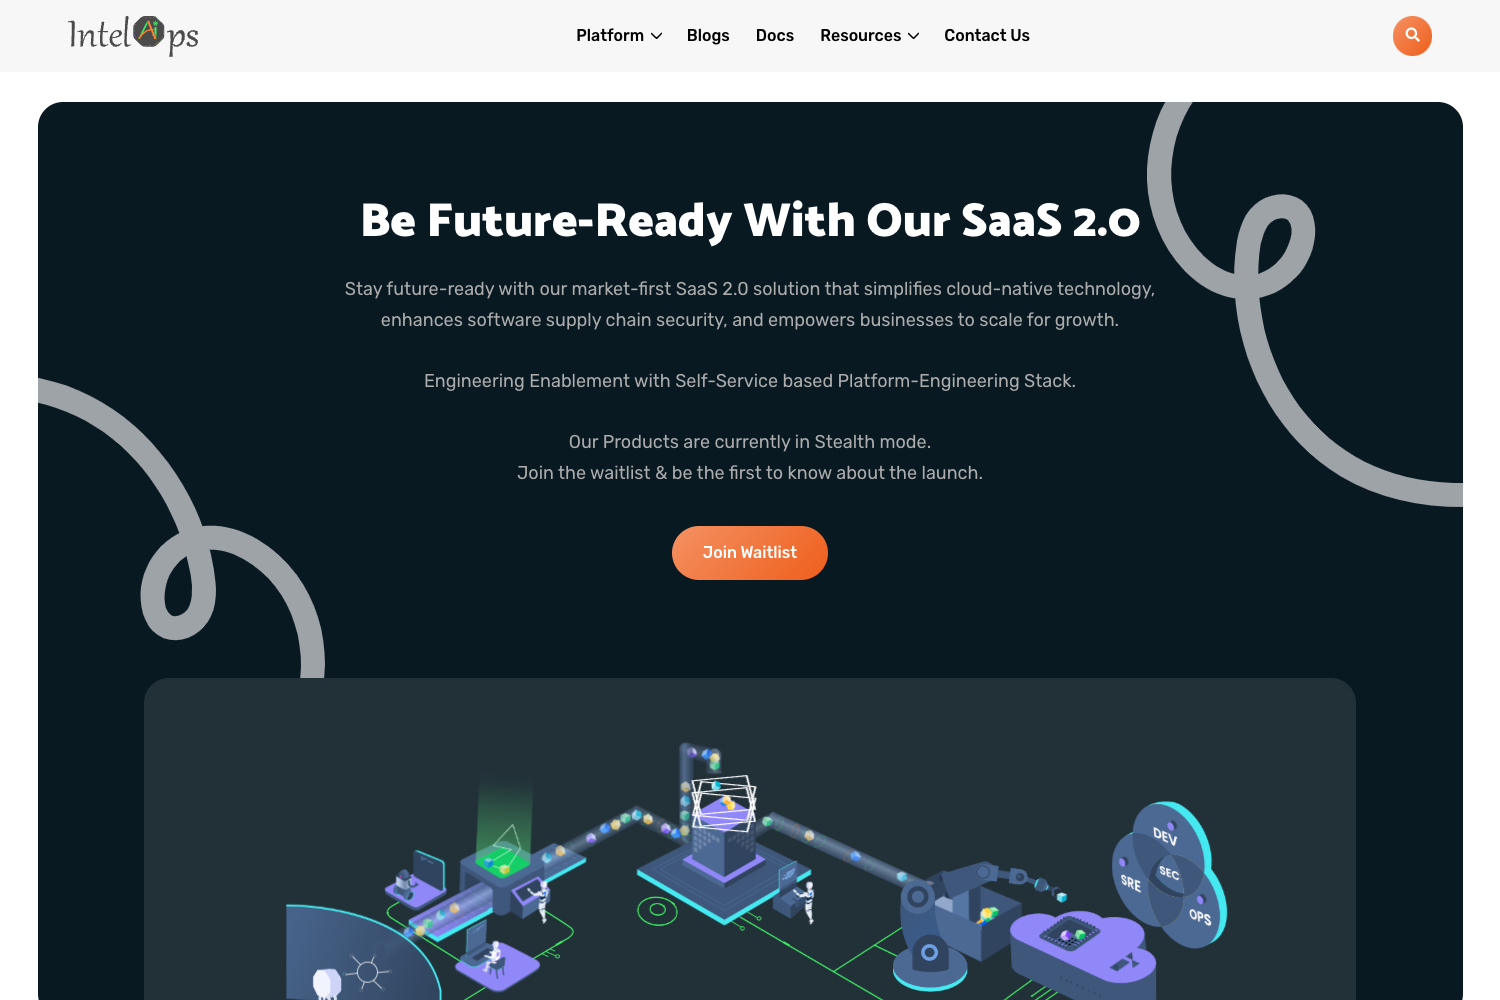 IntelAips
Platform
Blogs
Docs
Resources
Contact Us
Be Future-Ready With Our SaaS 2.0
Stay future-ready with our market-first SaaS 2.0 solution that simplifies cloud-native technology,
enhances software supply chain security, and empowers businesses to scale for growth.
Engineering Enablement with Self-Service based Platform-Engineering Stack.
Our Products are currently in Stealth mode.
Join the waitlist & be the first to know about the launch.
Join Waitlist
DEV
SEC
SRE
OPS